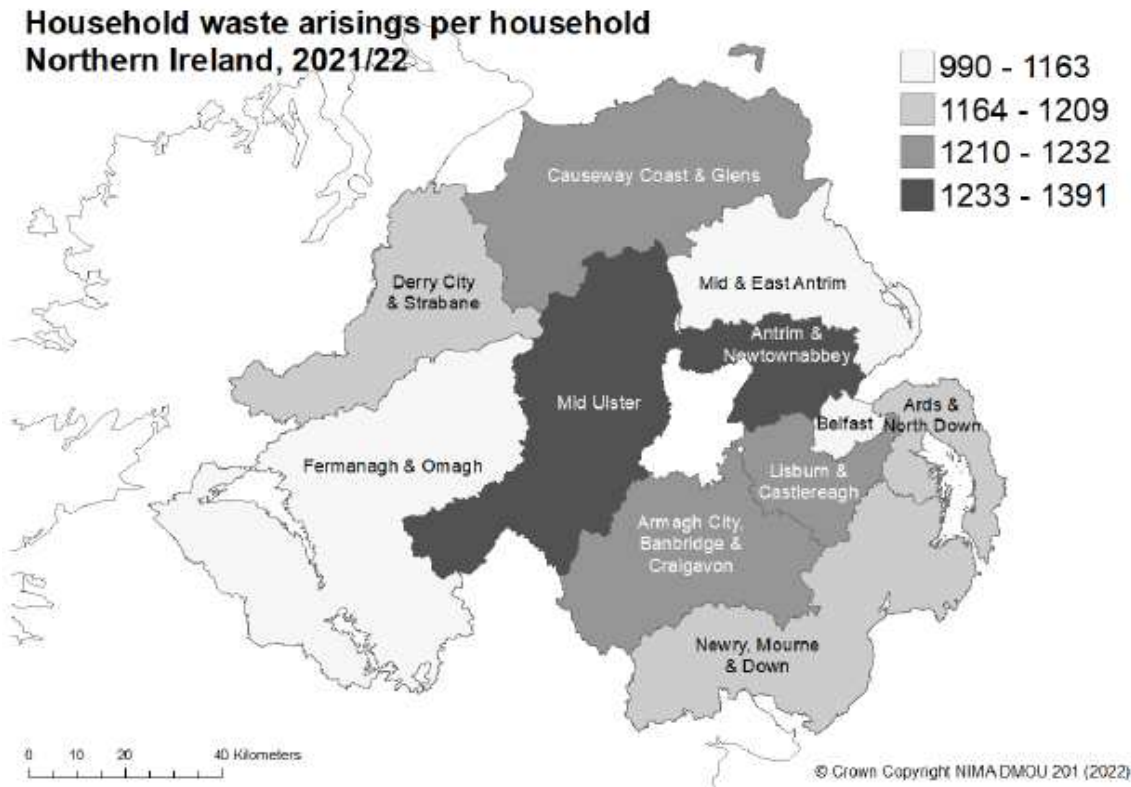 Household waste arisings per household
Northern Ireland, 2021/22
990 - 1163
1164 - 1209
1210 - 1232
1233 - 1391
Causeway Coast & Glens
Derry City
& Strabane
Mid & East Antrim
Antrim &
Newtownabbey
Mid Ulster
Belfast
Ards &
North Down
Fermanagh & Omagh
Lisburn &
Castlereagh
Armagh City,
Banbridge &
Craigavon
Newry, Mourne
& Down
0 10 20 40 Kilometers
© Crown Copyright NIMA DMOU 201 (2022)